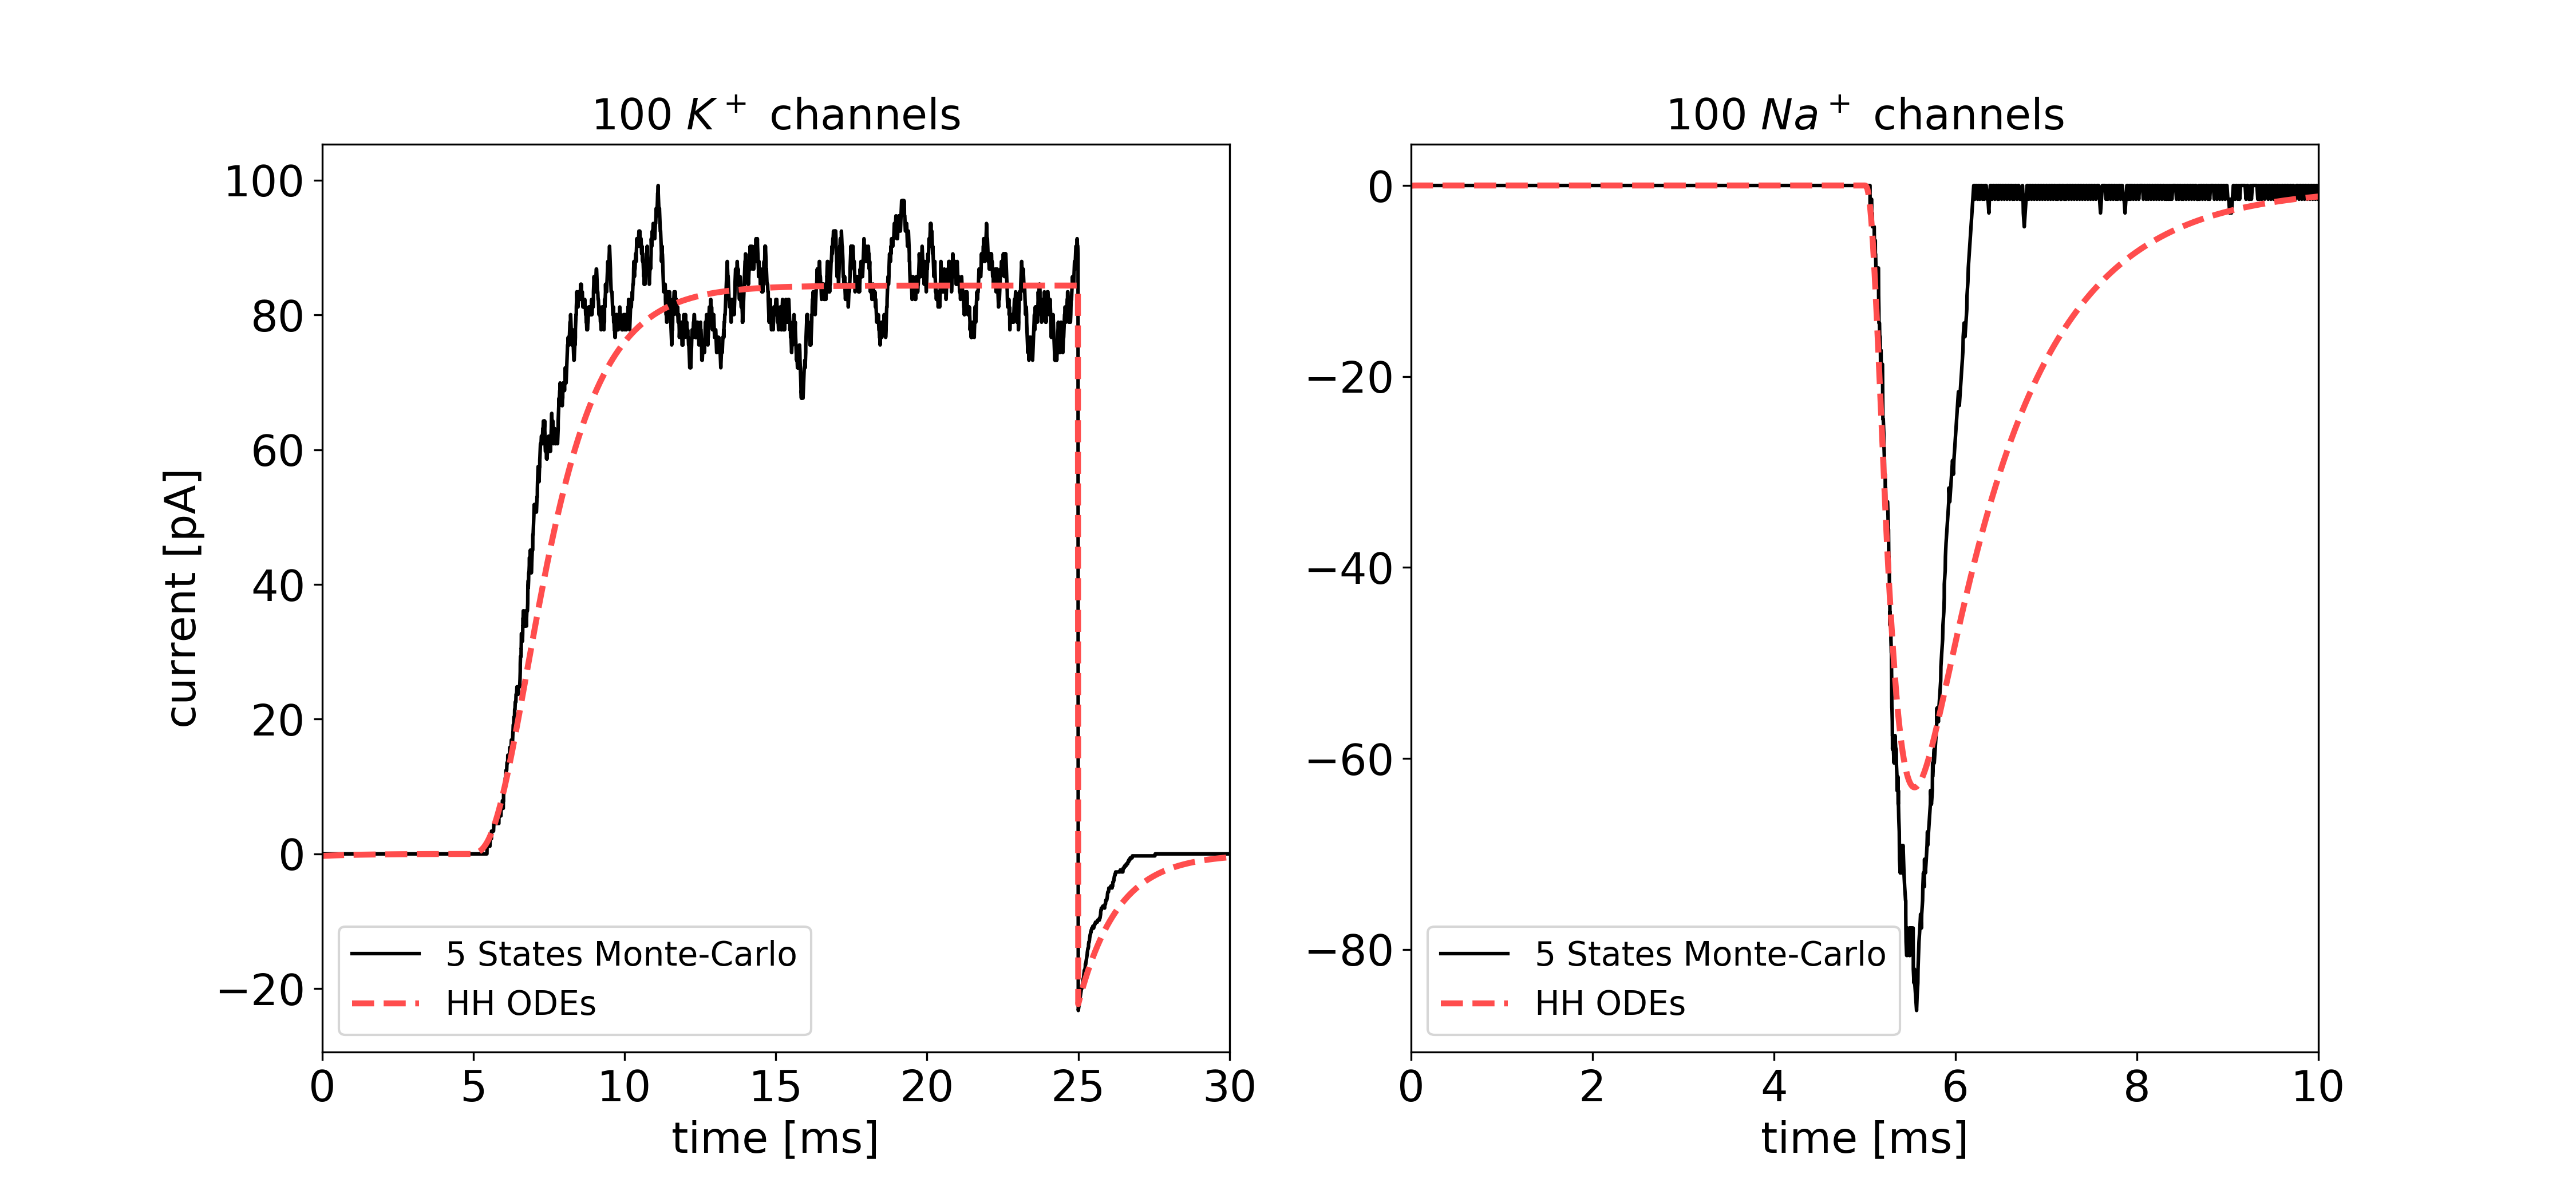 100 K⁺ channels
100
80
60
40
20
0
−20
current [pA]
5 States Monte-Carlo
HH ODEs
0 5 10 15 20 25 30
time [ms]
100 Na⁺ channels
0
−20
−40
−60
−80
5 States Monte-Carlo
HH ODEs
0 2 4 6 8 10
time [ms]